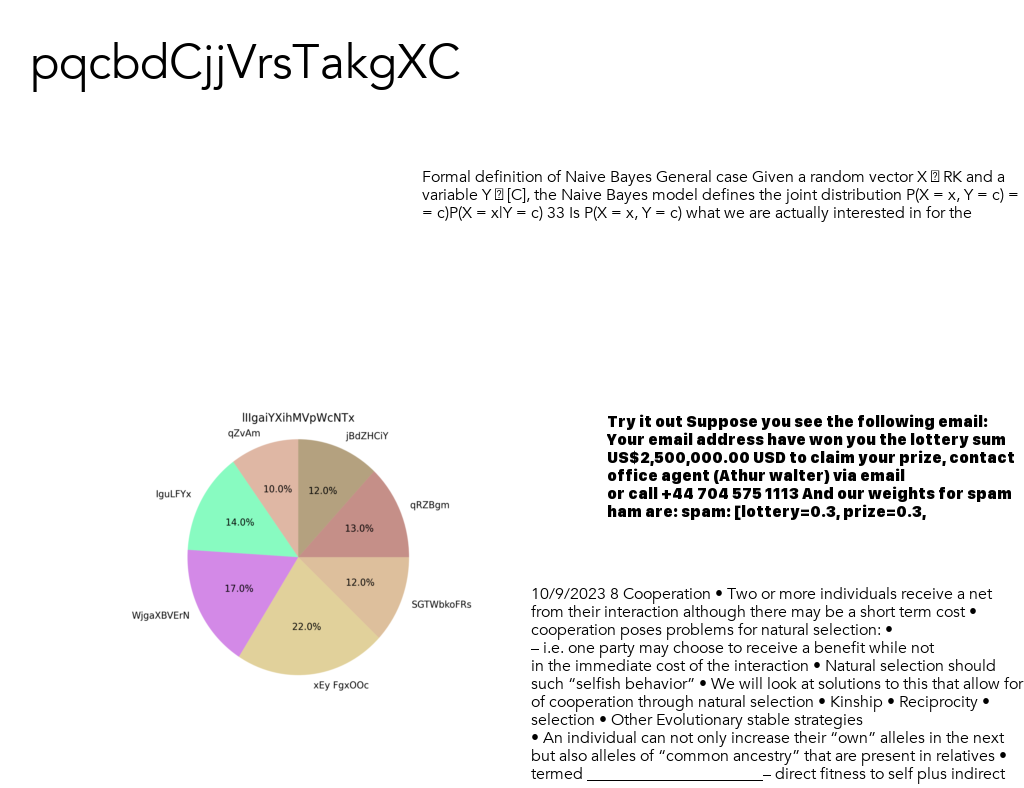 pqcbdCjjVrsTakgXC
Formal definition of Naive Bayes General case Given a random vector X RK and a
variable Y [C], the Naive Bayes model defines the joint distribution P(X = x, Y = c) =
= c)P(X = x|Y = c) 33 Is P(X = x, Y = c) what we are actually interested in for the
qZvAm
jBdZHCiY
IguLFYx
qRZBgm
10.0%
12.0%
14.0%
13.0%
17.0%
12.0%
22.0%
WjgaXBVErN
SGTWbkoFRs
xEy FgxOOc
Try it out Suppose you see the following email:
Your email address have won you the lottery sum
US$2,500,000.00 USD to claim your prize, contact
office agent (Athur walter) via email
or call +44 704 575 1113 And our weights for spam
ham are: spam: [lottery=0.3, prize=0.3,
10/9/2023 8 Cooperation • Two or more individuals receive a net
from their interaction although there may be a short term cost •
cooperation poses problems for natural selection: •
– i.e. one party may choose to receive a benefit while not
in the immediate cost of the interaction • Natural selection should
such “selfish behavior” • We will look at solutions to this that allow for
of cooperation through natural selection • Kinship • Reciprocity •
selection • Other Evolutionary stable strategies
• An individual can not only increase their “own” alleles in the next
but also alleles of “common ancestry” that are present in relatives •
termed ______________________– direct fitness to self plus indirect